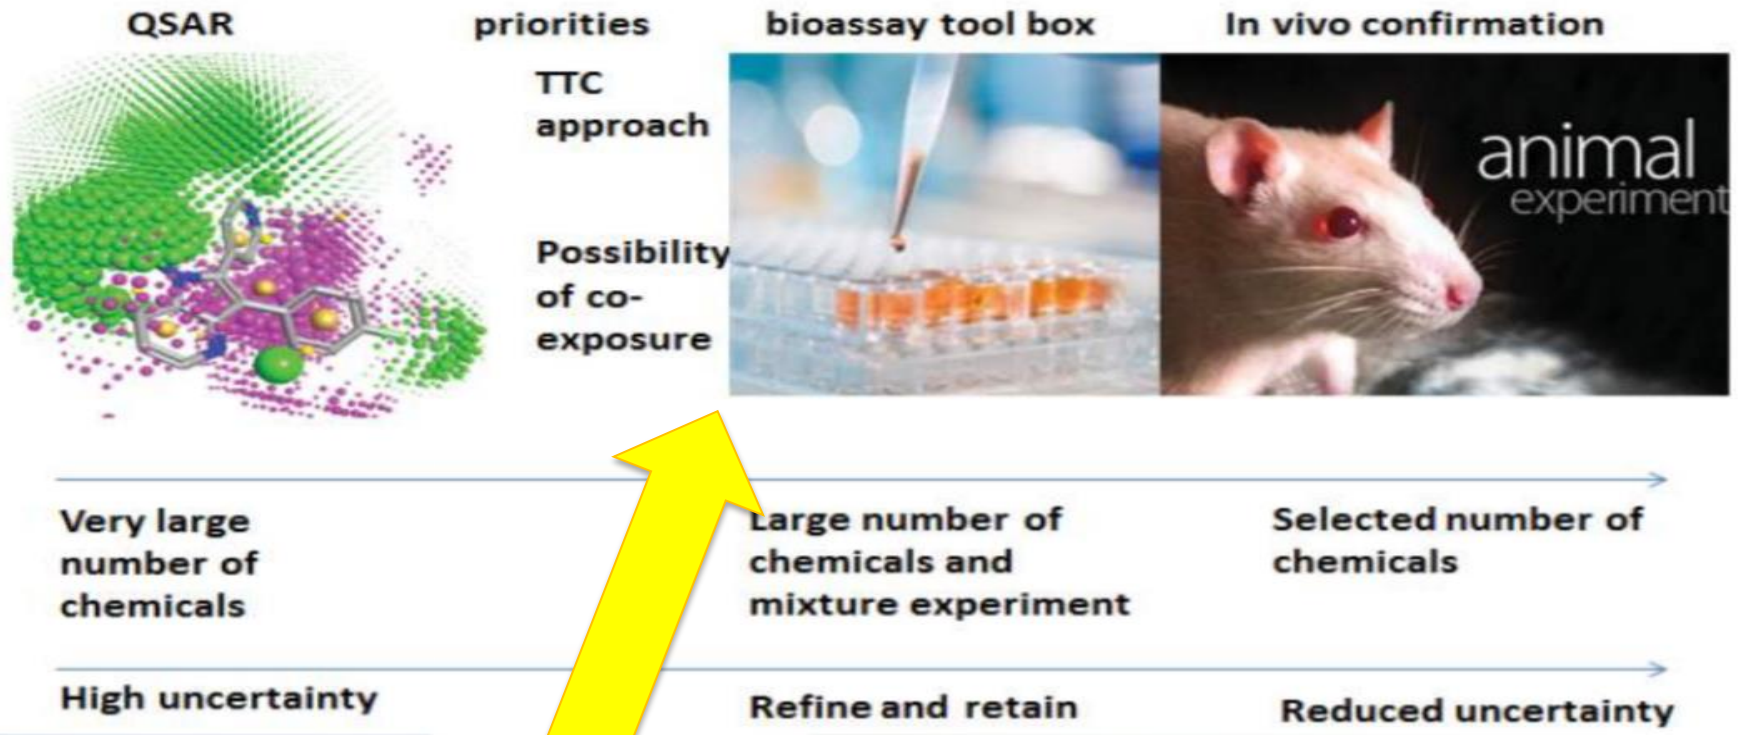 QSAR
priorities
bioassay tool box
In vivo confirmation
TTC
approach
Possibility
of co-
exposure
animal
experiment
Very large
number of
chemicals
Large number of
chemicals and
mixture experiment
Selected number of
chemicals
High uncertainty
Refine and retain
Reduced uncertainty